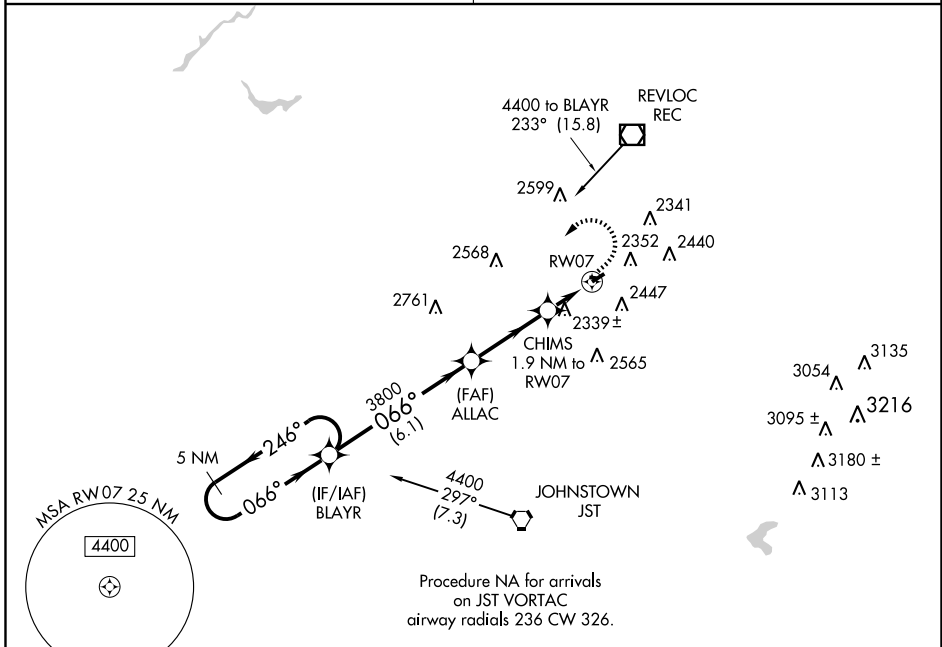 REVLOC
REC
4400 to BLAYR
233° (15.8)
2599
2341
2352
2440
2568
RW07
2761
2447
2339 ±
CHIMS
1.9 NM to
RW07
2565
3135
3054
3216
3095 ±
3180 ±
3113
(FAF)
ALLAC
3800
066°
(6.1)
246°
5 NM
066°
(IF/IAF)
BLAYR
4400
297°
(7.3)
JOHNSTOWN
JST
MSA RW07 25 NM
4400
Procedure NA for arrivals
on JST VORTAC
airway radials 236 CW 326.